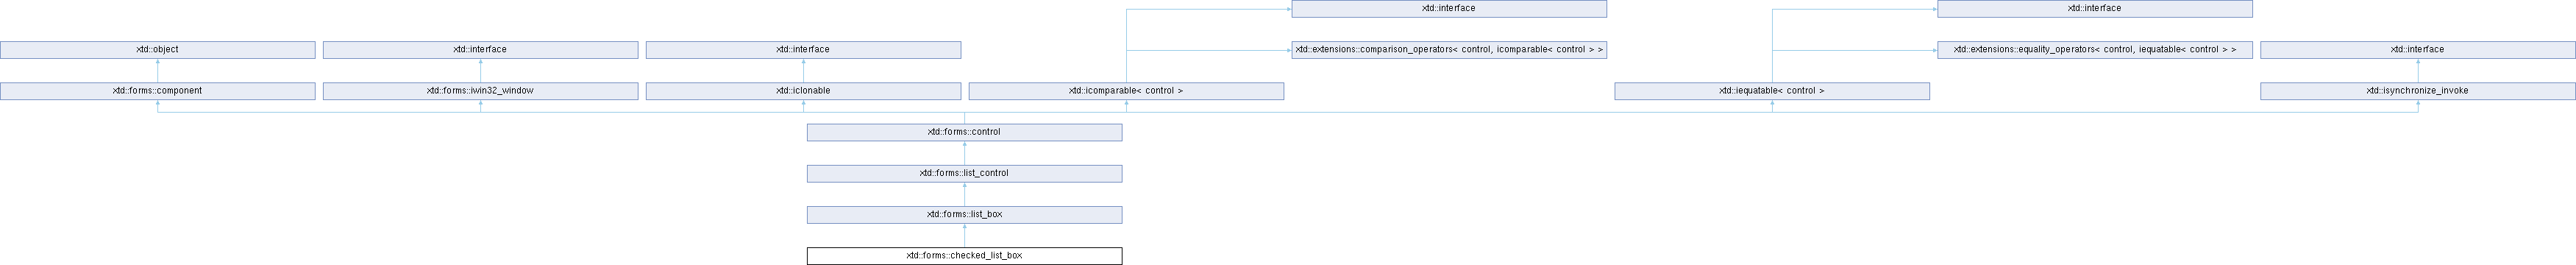 xtd::interface
xtd::interface
xtd::object
xtd::interface
xtd::interface
xtd::extensions::comparison_operators< control, icomparable< control > >
xtd::extensions::equality_operators< control, iequatable< control > >
xtd::interface
xtd::forms::component
xtd::forms::iwin32_window
xtd::iclonable
xtd::icomparable< control >
xtd::iequatable< control >
xtd::isynchronize_invoke
xtd::forms::control
xtd::forms::list_control
xtd::forms::list_box
xtd::forms::checked_list_box